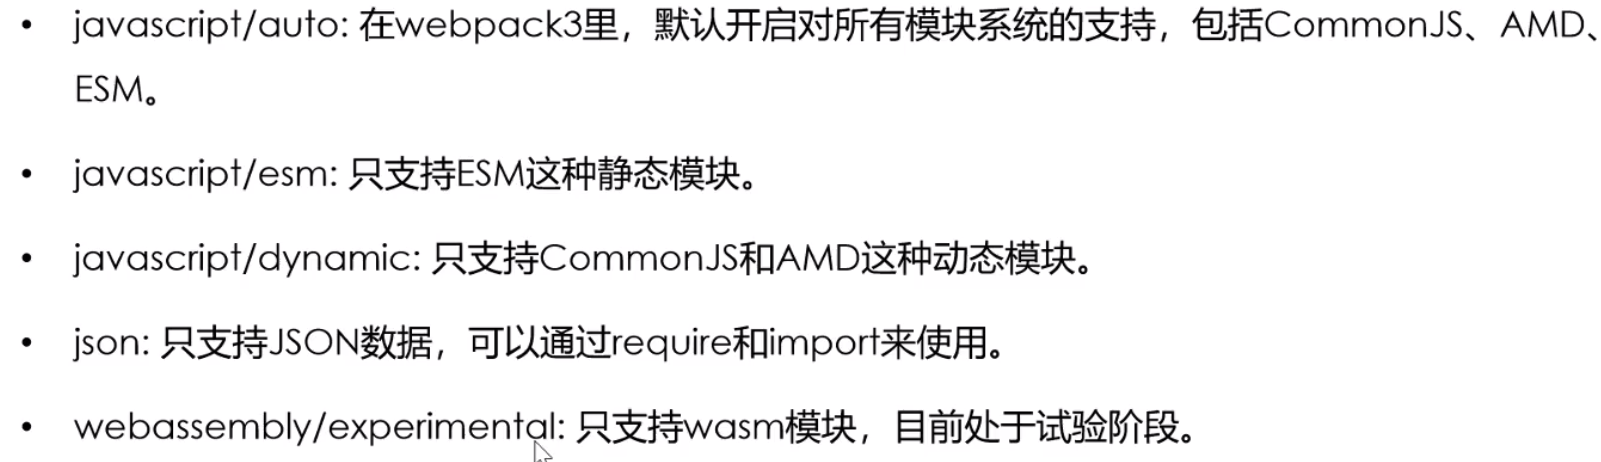 • javascript/auto: 在webpack3里，默认开启对所有模块系统的支持，包括CommonJS、AMD、
ESM。
• javascript/esm: 只支持ESM这种静态模块。
• javascript/dynamic: 只支持CommonJS和AMD这种动态模块。
• json: 只支持JSON数据，可以通过require和import来使用。
• webassembly/experimental: 只支持wasm模块，目前处于试验阶段。